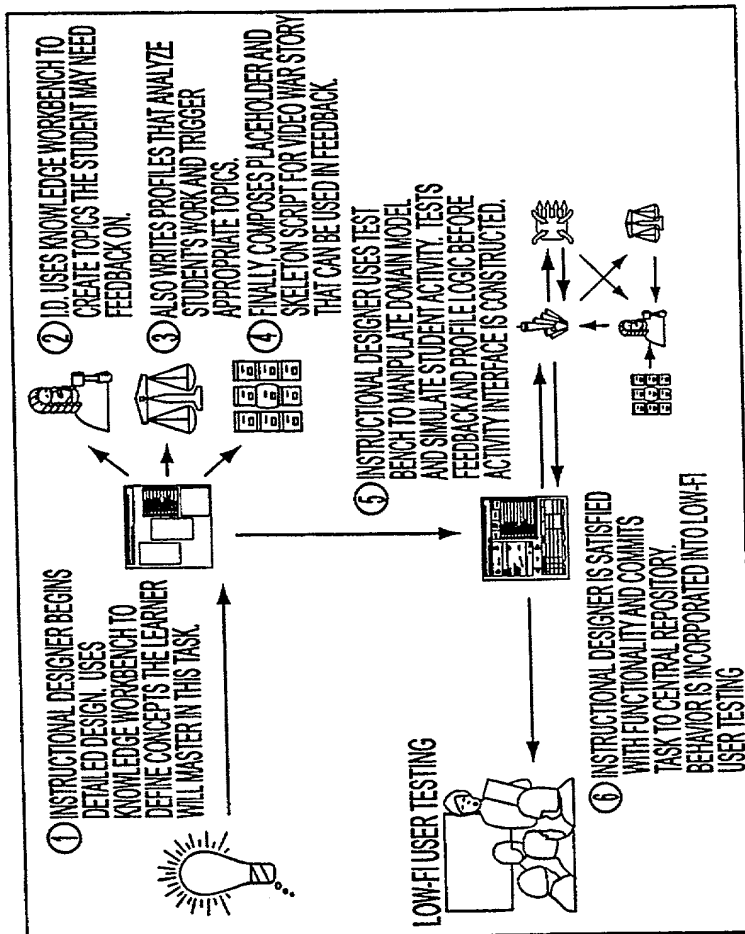 ① INSTRUCTIONAL DESIGNER BEGINS
DETAILED DESIGN. USES
KNOWLEDGE WORKBENCH TO
DEFINE CONCEPTS THE LEARNER
WILL MASTER IN THIS TASK.
② I.D. USES KNOWLEDGE WORKBENCH TO
CREATE TOPICS THE STUDENT MAY NEED
FEEDBACK ON.
③ ALSO WRITES PROFILES THAT ANALYZE
STUDENT'S WORK AND TRIGGER
APPROPRIATE TOPICS.
④ FINALLY, COMPOSES PLACEHOLDER AND
SKELETON SCRIPT FOR VIDEO WAR STORY
THAT CAN BE USED IN FEEDBACK.
⑤ INSTRUCTIONAL DESIGNER USES TEST
BENCH TO MANIPULATE DOMAIN MODEL
AND SIMULATE STUDENT ACTIVITY. TESTS
FEEDBACK AND PROFILE LOGIC BEFORE
ACTIVITY INTERFACE IS CONSTRUCTED.
LOW-FI USER TESTING
⑥ INSTRUCTIONAL DESIGNER IS SATISFIED
WITH FUNCTIONALITY AND COMMITS
TASK TO CENTRAL REPOSITORY.
BEHAVIOR IS INCORPORATED INTO LOW-FI
USER TESTING